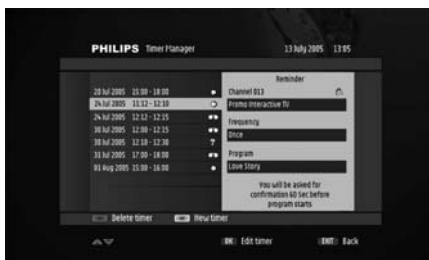 PHILIPS Timer Manager 13 July 2005 13:05
Reminder
20 Jul 2005 15:00 - 18:00
Channel 013
24 Jul 2005 11:12 - 12:10
Promo Interactive TV
24 Jul 2005 12:12 - 12:15
Frequency
30 Jul 2005 12:00 - 12:15
Once
30 Jul 2005 12:10 - 12:30 ?
31 Jul 2005 17:00 - 18:00
Program
01 Aug 2005 15:00 - 16:00
Love Story
You will be asked for
confirmation 60 Sec before
program starts
Delete timer New timer
OK Edit timer EXIT Back